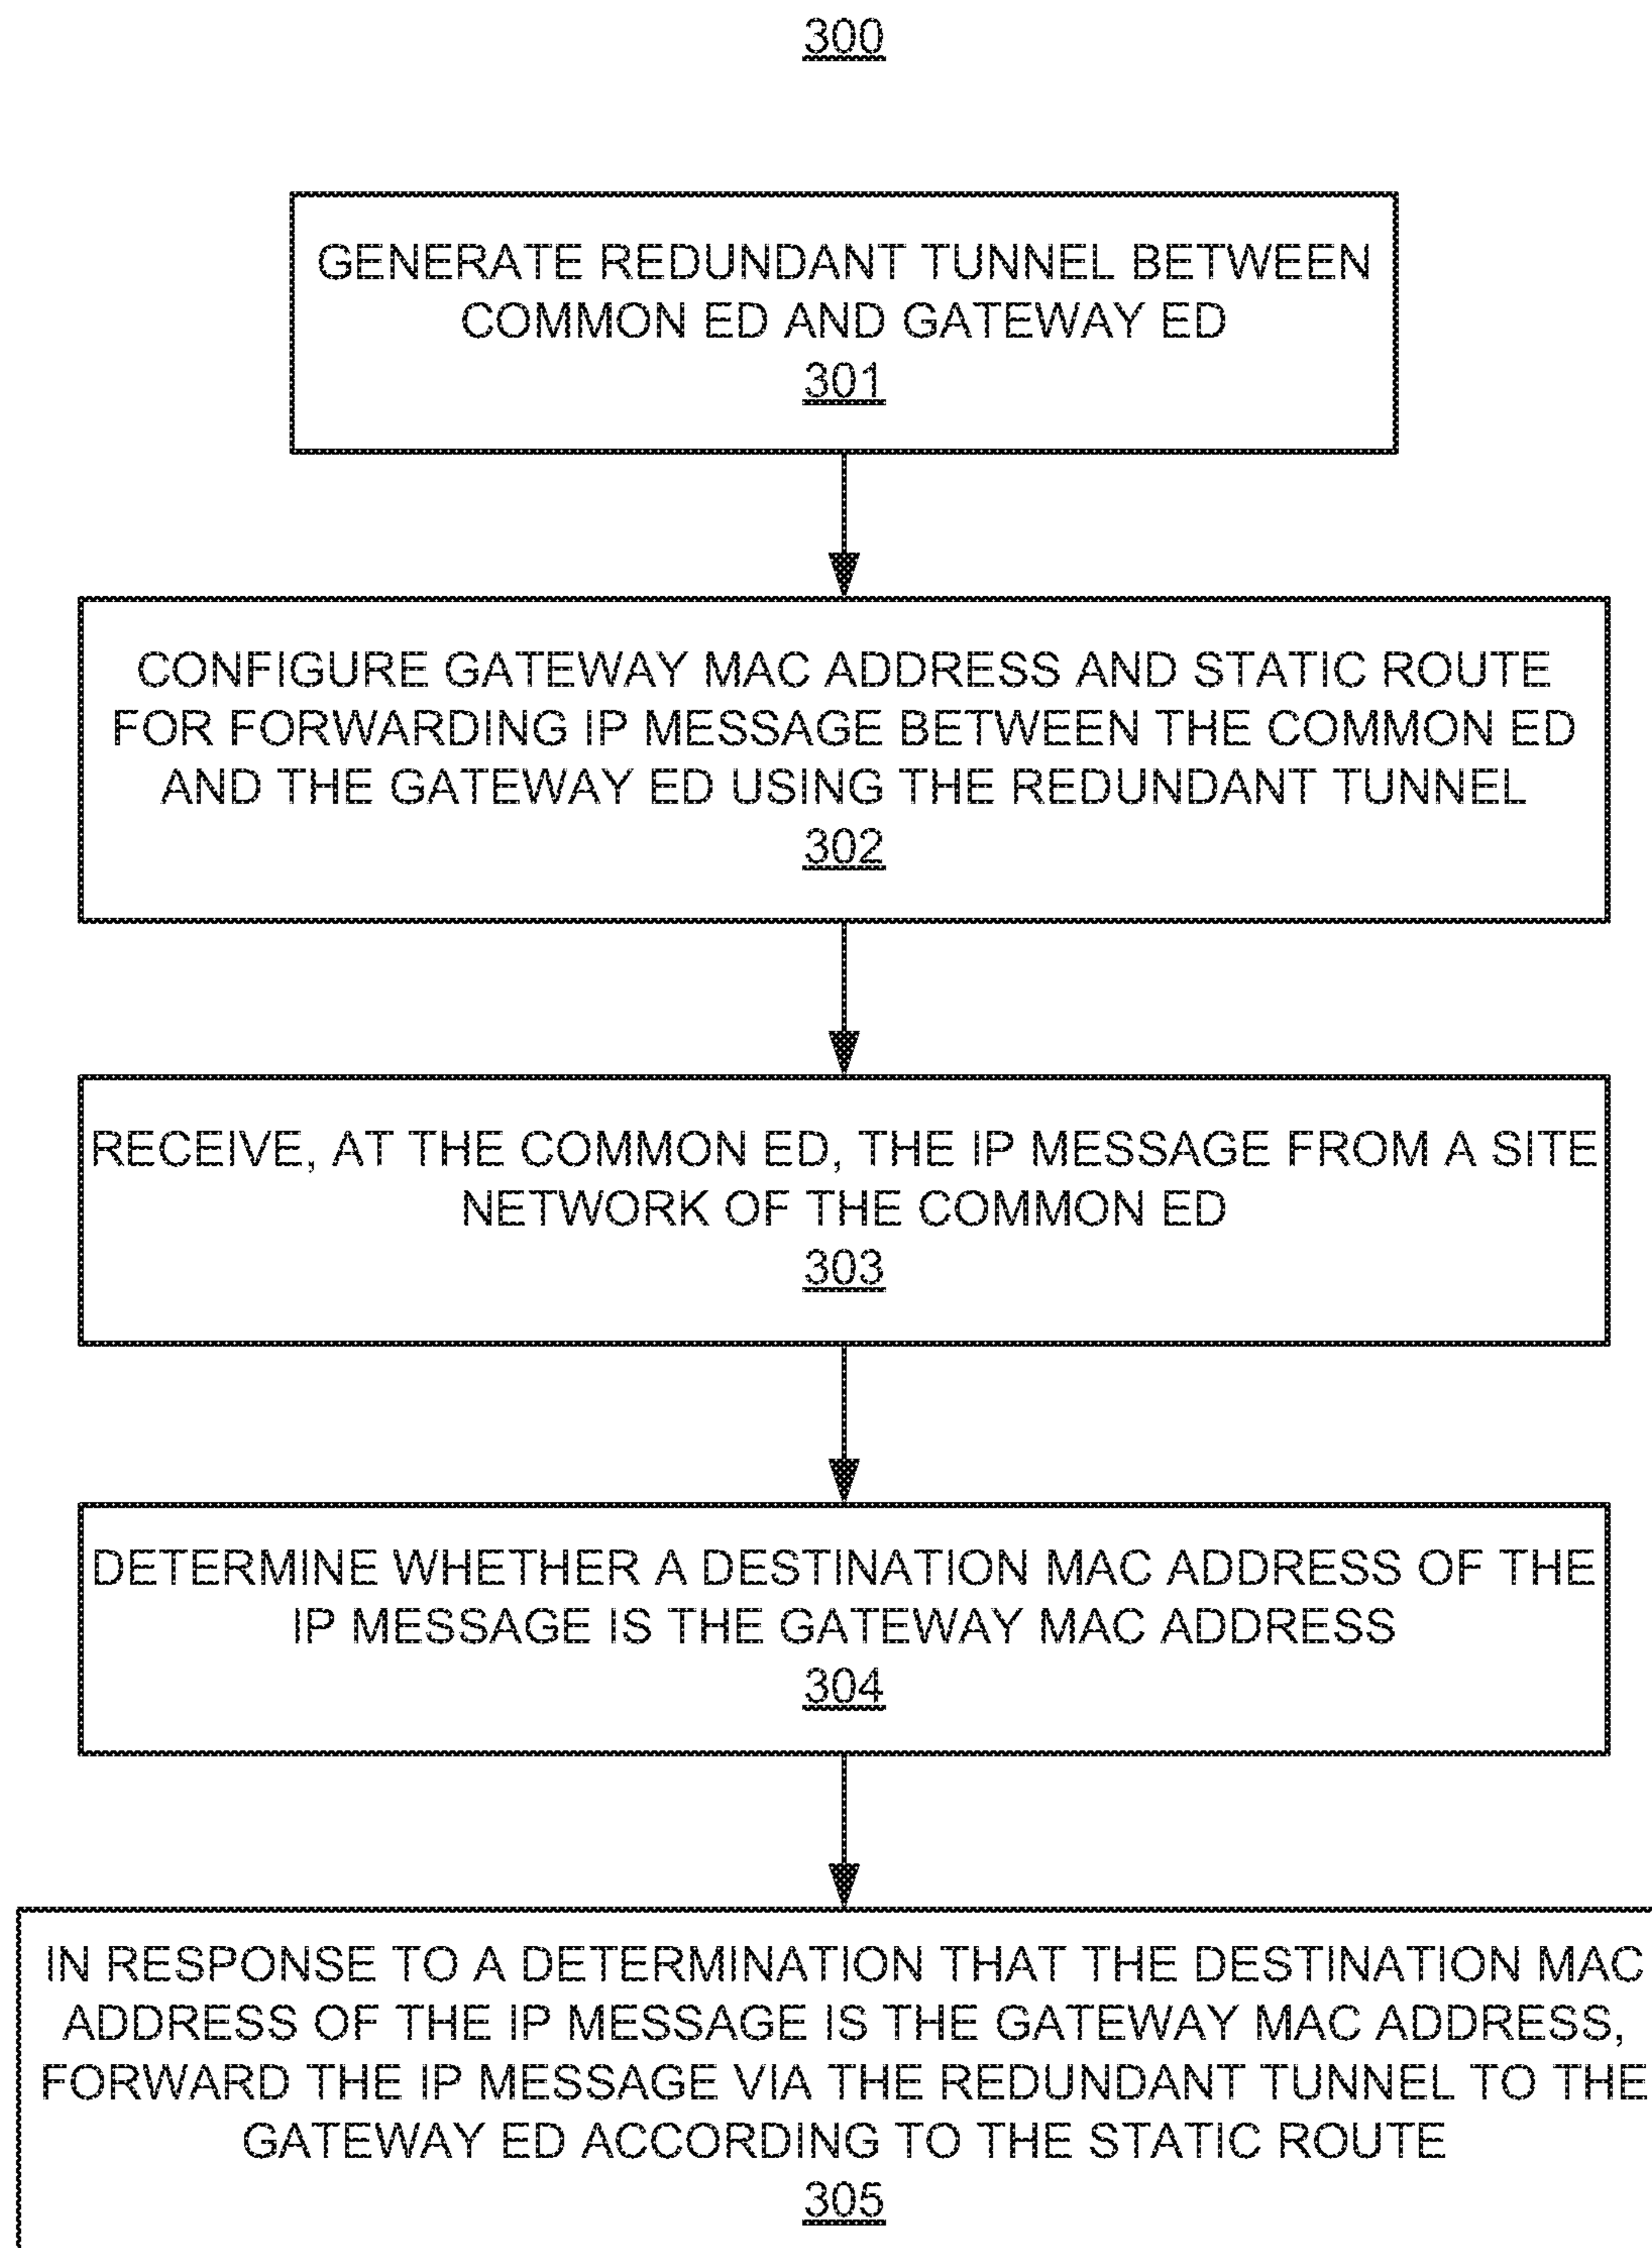 300
GENERATE REDUNDANT TUNNEL BETWEEN
COMMON ED AND GATEWAY ED
301
CONFIGURE GATEWAY MAC ADDRESS AND STATIC ROUTE
FOR FORWARDING IP MESSAGE BETWEEN THE COMMON ED
AND THE GATEWAY ED USING THE REDUNDANT TUNNEL
302
RECEIVE, AT THE COMMON ED, THE IP MESSAGE FROM A SITE
NETWORK OF THE COMMON ED
303
DETERMINE WHETHER A DESTINATION MAC ADDRESS OF THE
IP MESSAGE IS THE GATEWAY MAC ADDRESS
304
IN RESPONSE TO A DETERMINATION THAT THE DESTINATION MAC
ADDRESS OF THE IP MESSAGE IS THE GATEWAY MAC ADDRESS,
FORWARD THE IP MESSAGE VIA THE REDUNDANT TUNNEL TO THE
GATEWAY ED ACCORDING TO THE STATIC ROUTE
305